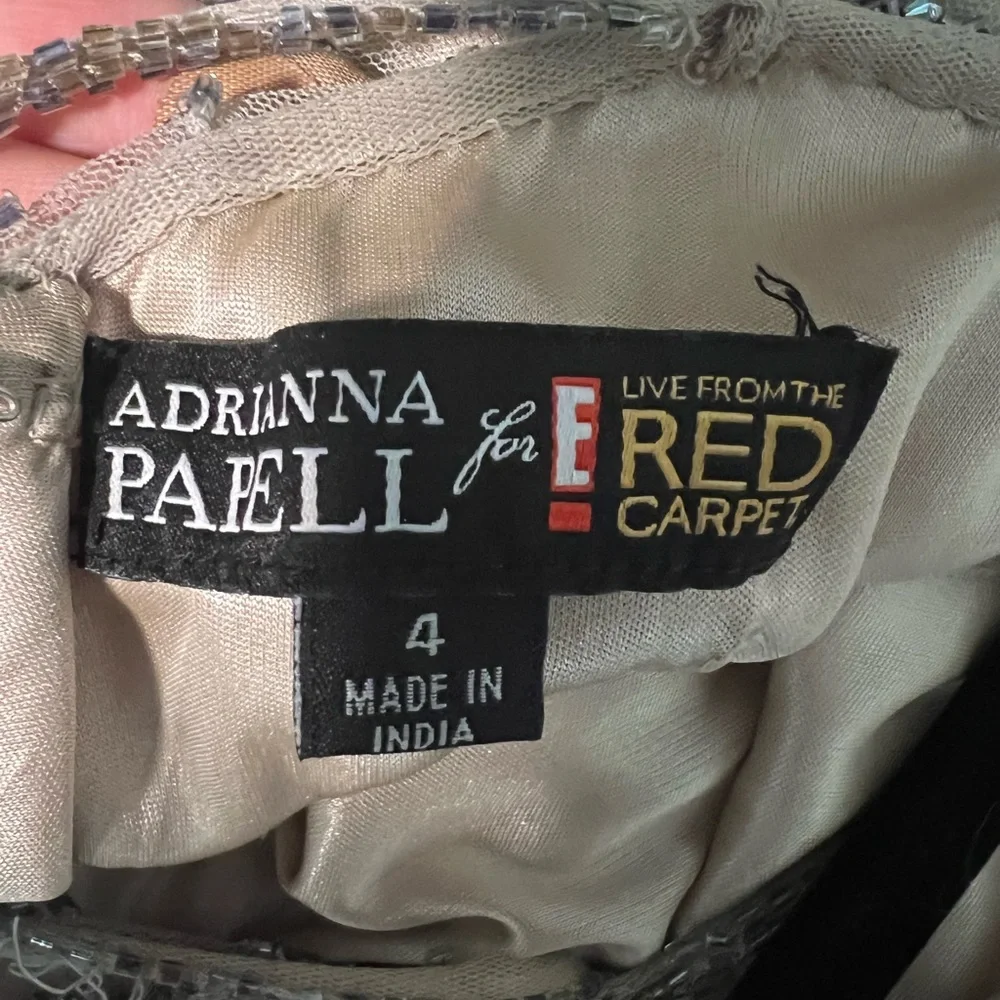 ADRIANNA
PAPELL
for
E!
LIVE FROM THE
RED
CARPET
4
MADE IN
INDIA